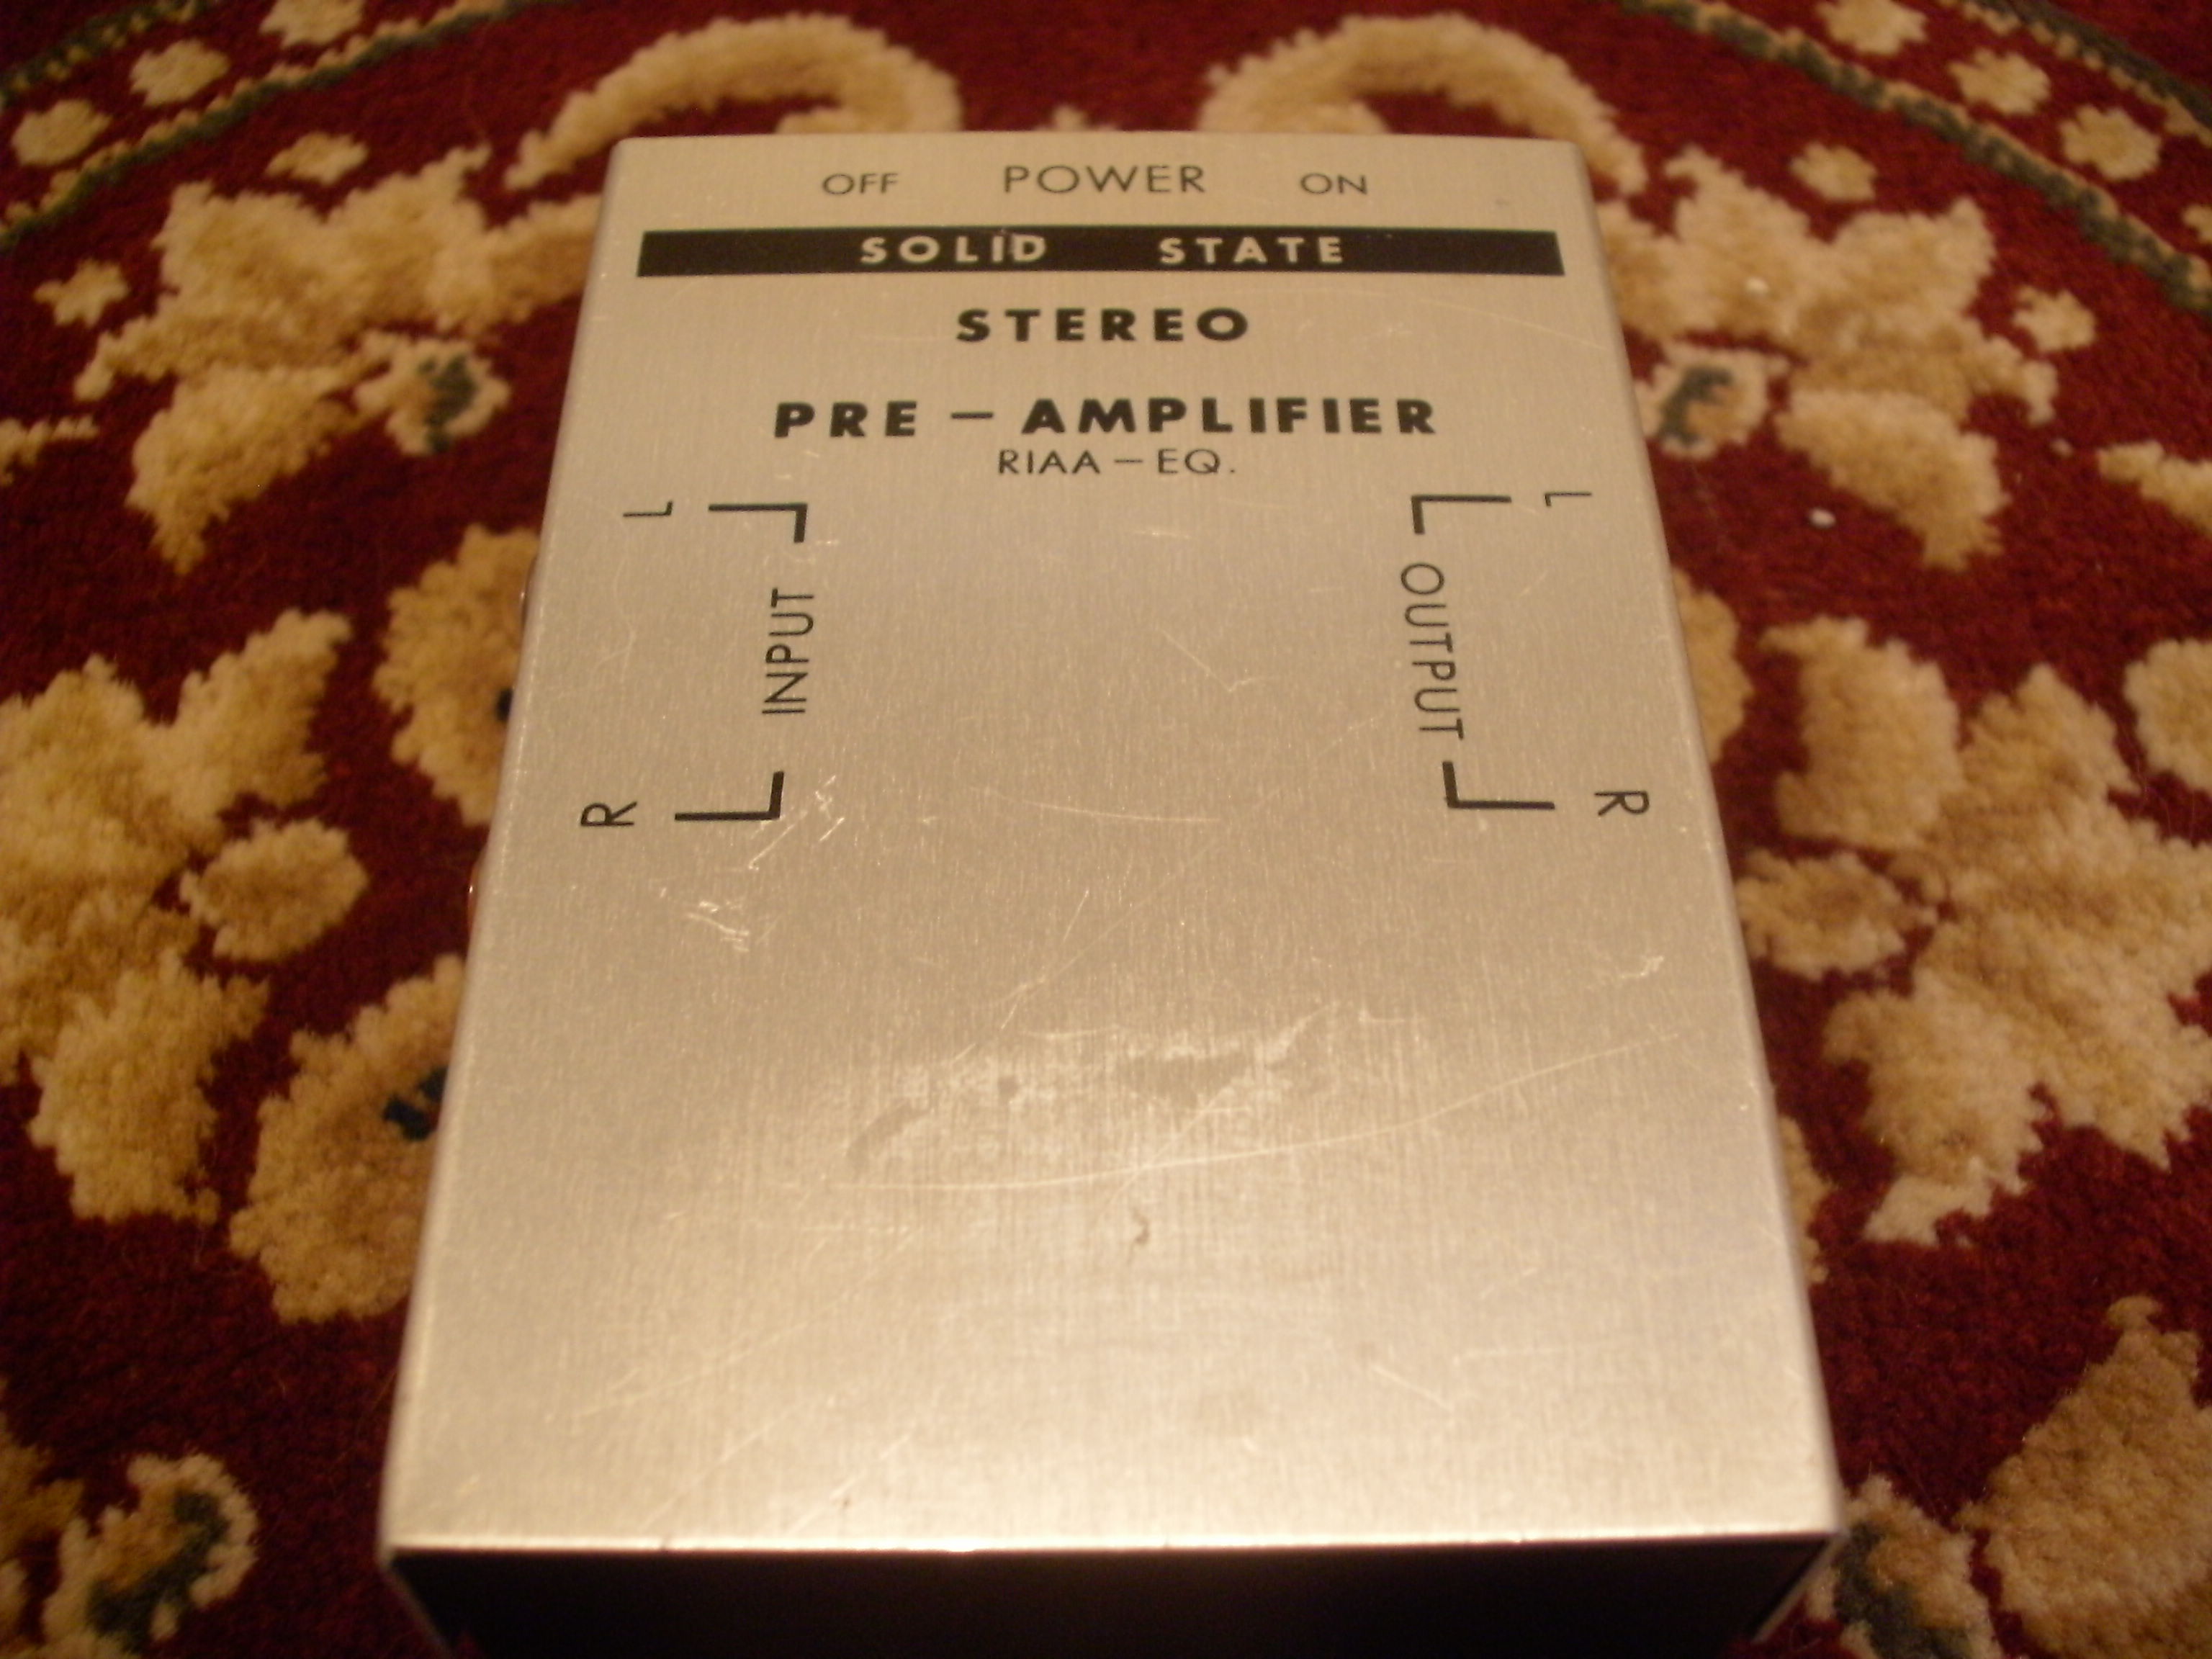 OFF POWER ON
SOLID STATE
STEREO
PRE – AMPLIFIER
RIAA – EQ.
L INPUT R
L OUTPUT R